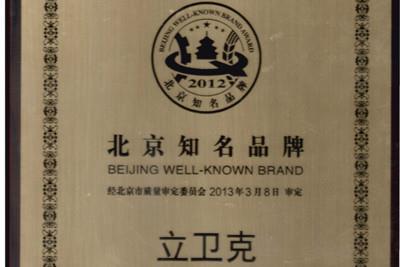 BEIJING WELL-KNOWN BRAND AWARD
2012
北京知名品牌
北京知名品牌
BEIJING WELL-KNOWN BRAND
经北京市质量审定委员会 2013年3月8日 审定
立卫克